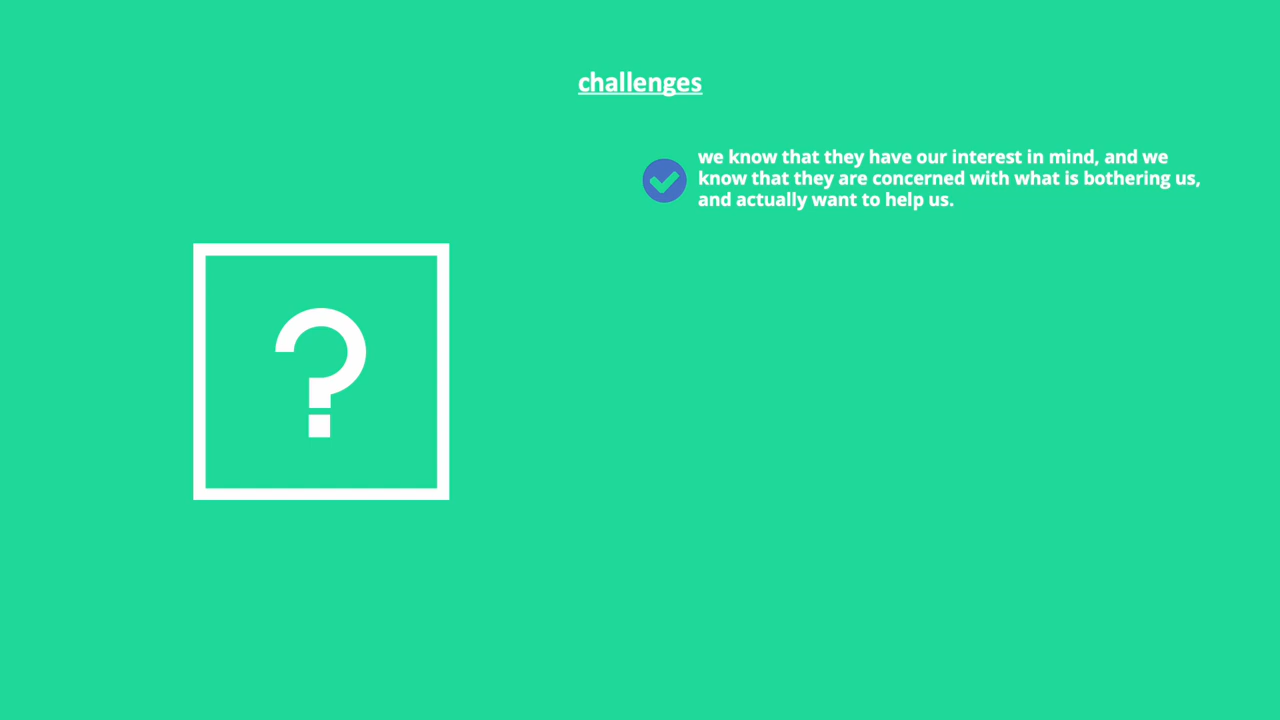 challenges
we know that they have our interest in mind, and we
know that they are concerned with what is bothering us,
and actually want to help us.
?